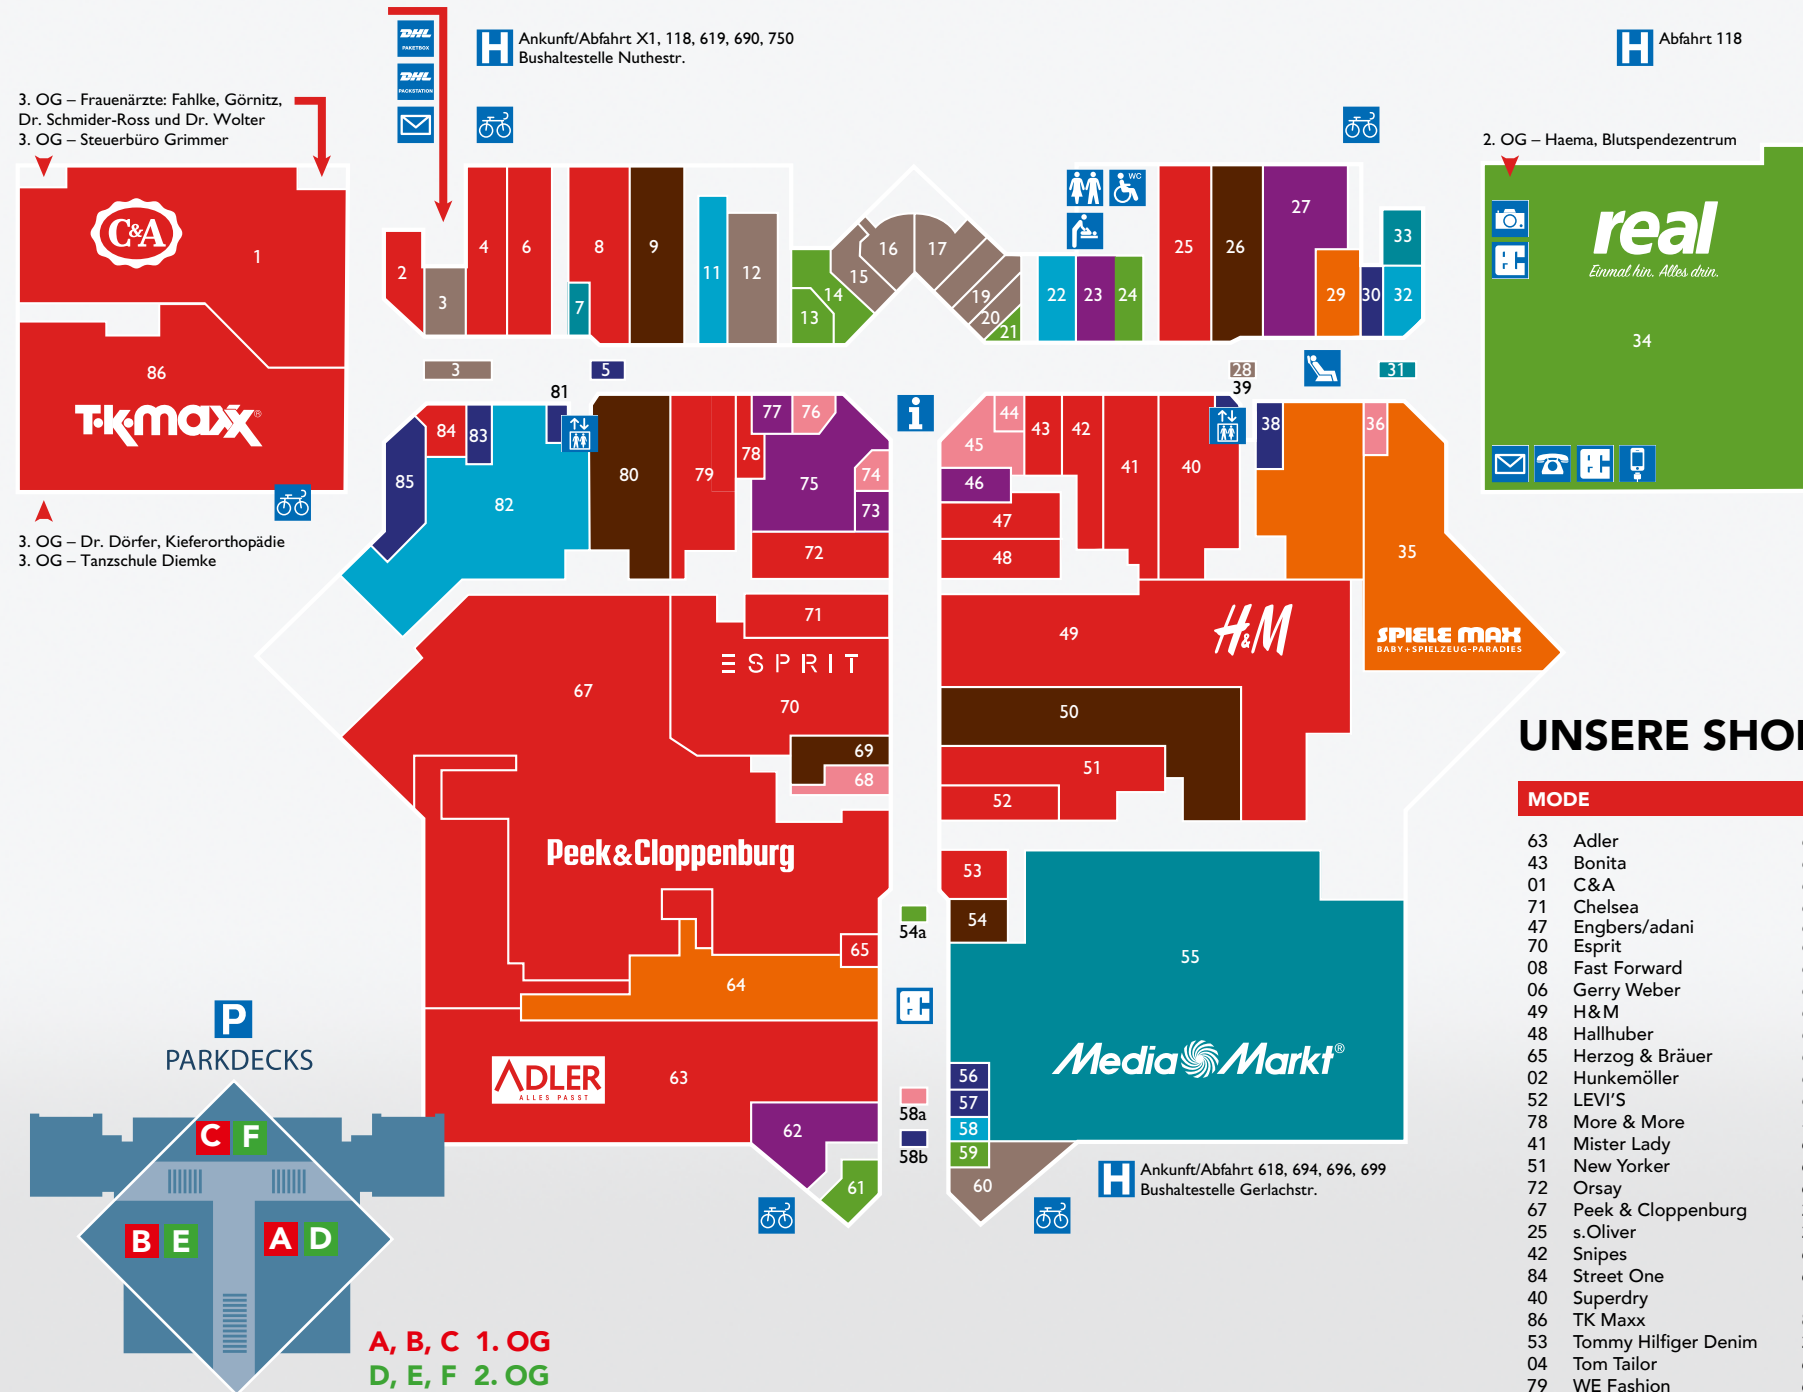 DHL
PAKETBOX
DHL
PACKSTATION
H
Ankunft/Abfahrt X1, 118, 619, 690, 750
Bushaltestelle Nuthestr.
H
Abfahrt 118
3. OG – Frauenärzte: Fahlke, Görnitz,
Dr. Schmider-Ross und Dr. Wolter
3. OG – Steuerbüro Grimmer
2. OG – Haema, Blutspendezentrum
C&A
1
86
T·K·maxx®
3. OG – Dr. Dörfer, Kieferorthopädie
3. OG – Tanzschule Diemke
2
3
4
6
7
8
9
11
12
13
14
15
16
17
19
20
21
22
23
24
WC
25
26
27
29
30
32
33
real
Einmal hin. Alles drin.
34
3
5
28
31
81
39
85
84
83
82
80
79
78
77
76
75
74
73
72
i
44
45
43
42
41
40
46
47
48
38
36
35
SPIELE MAX
BABY+SPIELZEUG-PARADIES
71
ESPRIT
67
70
69
68
49
H&M
50
51
52
Peek&Cloppenburg
53
54
54a
55
65
64
Media Markt®
ADLER
ALLES PASST
63
62
61
58a
58b
56
57
58
59
60
H
Ankunft/Abfahrt 618, 694, 696, 699
Bushaltestelle Gerlachstr.
P
PARKDECKS
C F
B E
A D
A, B, C 1. OG
D, E, F 2. OG
UNSERE SHO
MODE
63 Adler
43 Bonita
01 C&A
71 Chelsea
47 Engbers/adani
70 Esprit
08 Fast Forward
06 Gerry Weber
49 H&M
48 Hallhuber
65 Herzog & Bräuer
02 Hunkemöller
52 LEVI'S
78 More & More
41 Mister Lady
51 New Yorker
72 Orsay
67 Peek & Cloppenburg
25 s.Oliver
42 Snipes
84 Street One
40 Superdry
86 TK Maxx
53 Tommy Hilfiger Denim
04 Tom Tailor
79 WE Fashion